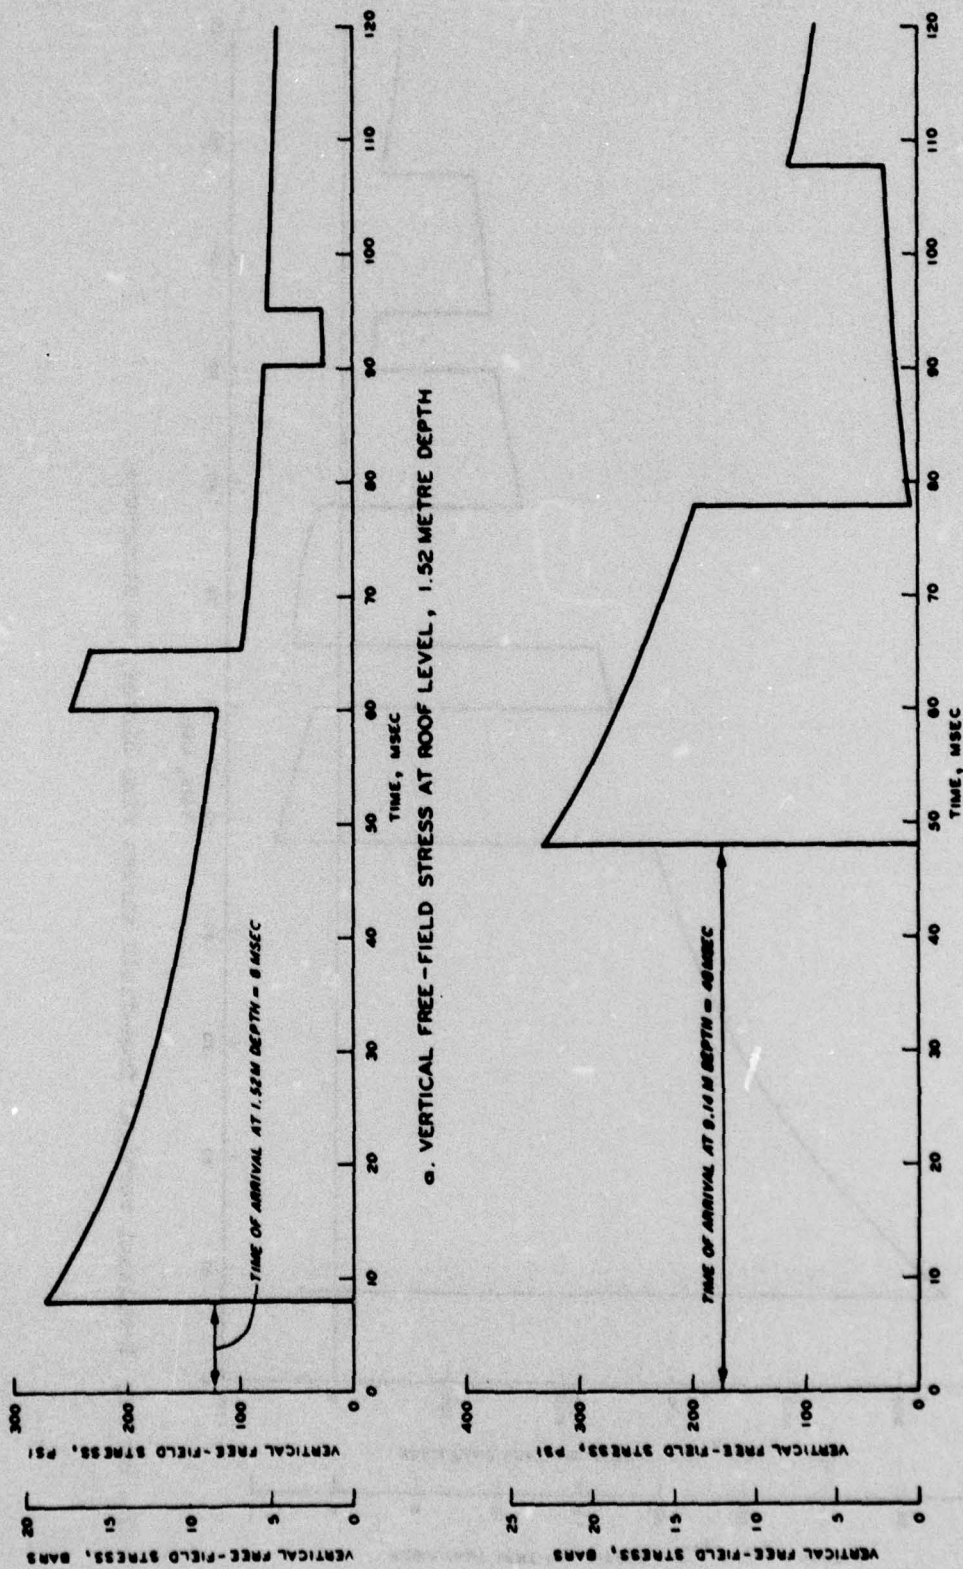 VERTICAL FREE-FIELD STRESS, BARS
20
15
10
5
0
VERTICAL FREE-FIELD STRESS, PSI
300
200
100
0
TIME OF ARRIVAL AT 1.52M DEPTH = 8 MSEC
0 10 20 30 40 50 60 70 80 90 100 110 120
TIME, MSEC
a. VERTICAL FREE-FIELD STRESS AT ROOF LEVEL, 1.52 METRE DEPTH
VERTICAL FREE-FIELD STRESS, BARS
25
20
15
10
5
0
VERTICAL FREE-FIELD STRESS, PSI
400
300
200
100
0
TIME OF ARRIVAL AT 9.14 M DEPTH = 48 MSEC
0 10 20 30 40 50 60 70 80 90 100 110 120
TIME, MSEC